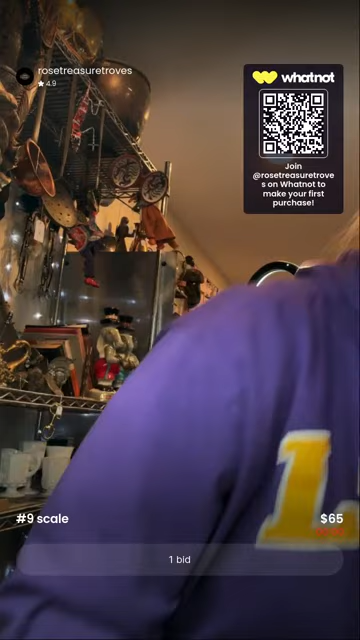 rosetreasuretroves
4.9
whatnot
Join
@rosetreasuretrove
s on Whatnot to
make your first
purchase!
#9 scale
$65
1 bid